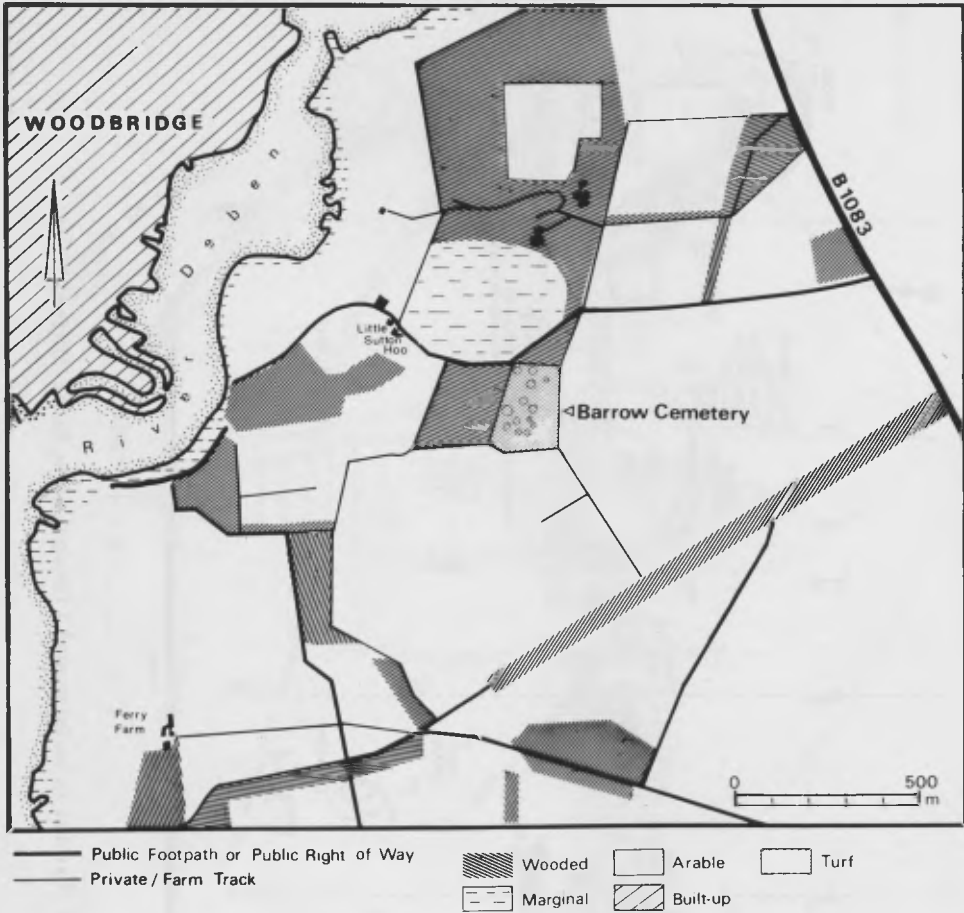 WOODBRIDGE
River Deben
B1083
Little
Sutton
Hoo
Barrow Cemetery
Ferry
Farm
0 500
m
Public Footpath or Public Right of Way
Private / Farm Track
Wooded
Arable
Turf
Marginal
Built-up